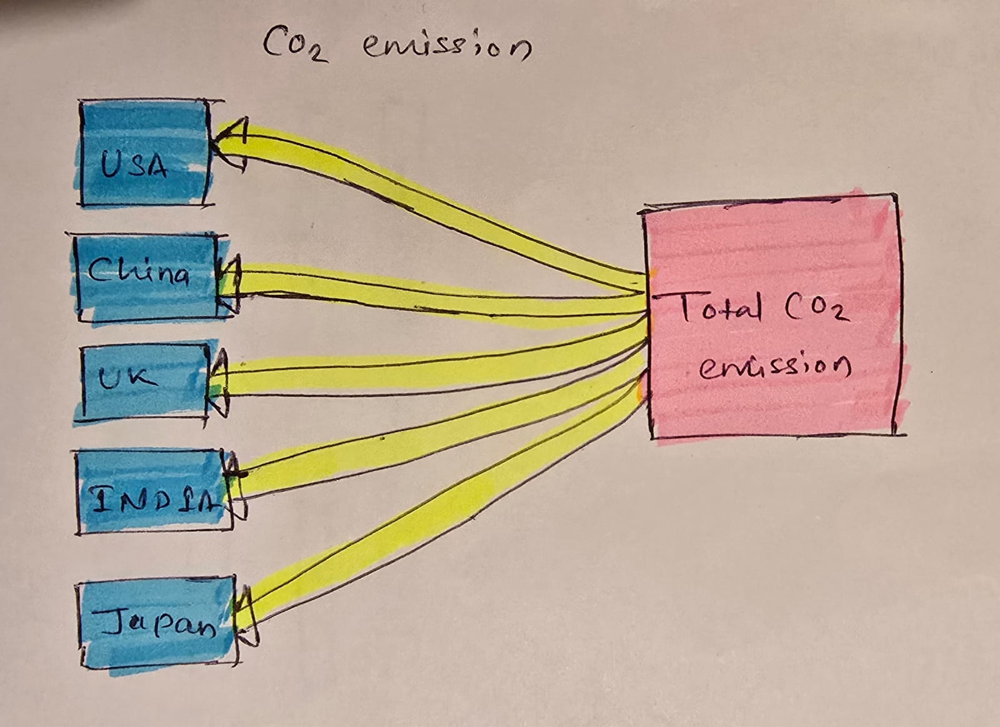 CO₂ emission
USA
China
UK
INDIA
Japan
Total CO₂
emission